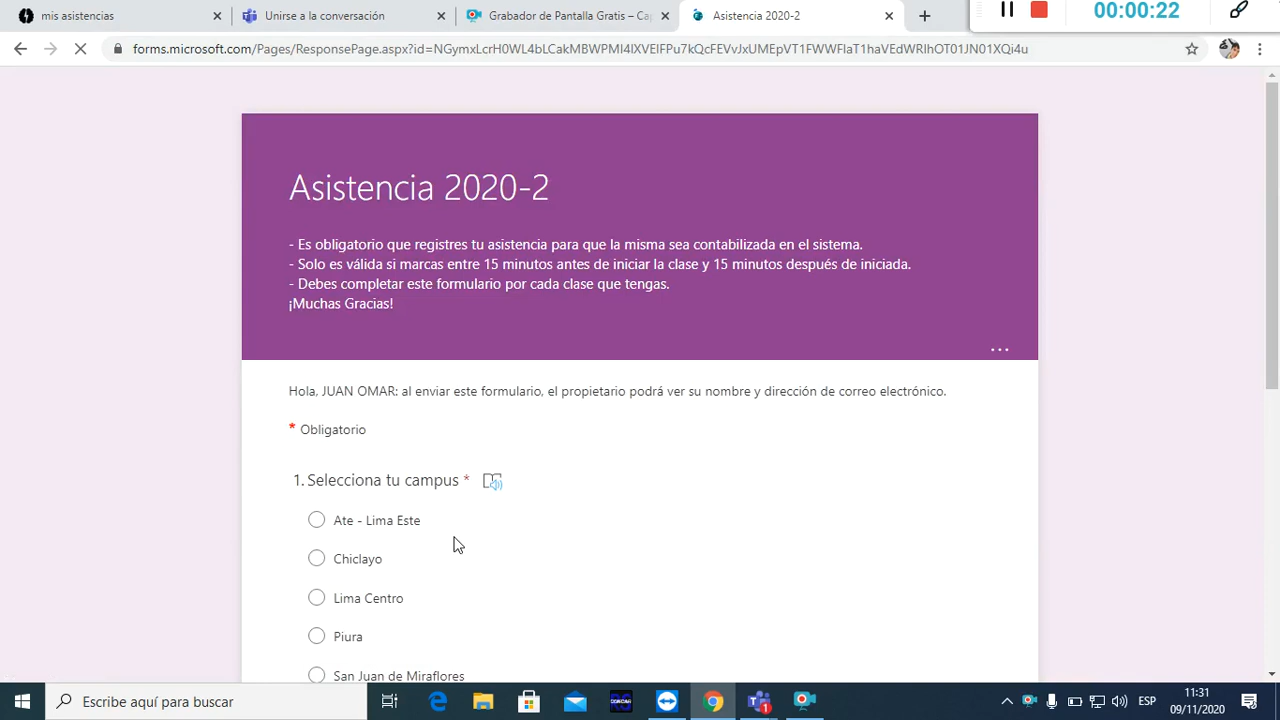 mis asistencias
Unirse a la conversación
Grabador de Pantalla Gratis – Ca
Asistencia 2020-2
00:00:22
forms.microsoft.com/Pages/ResponsePage.aspx?id=NGymxLcrH0WL4bLCakMBWPMI4lXVEIFPu7kQcFEVvJxUMEpVT1FWWFlaT1haVEdWRlhOT01JN01XQi4u
Asistencia 2020-2
- Es obligatorio que registres tu asistencia para que la misma sea contabilizada en el sistema.
- Solo es válida si marcas entre 15 minutos antes de iniciar la clase y 15 minutos después de iniciada.
- Debes completar este formulario por cada clase que tengas.
¡Muchas Gracias!
...
Hola, JUAN OMAR: al enviar este formulario, el propietario podrá ver su nombre y dirección de correo electrónico.
* Obligatorio
1. Selecciona tu campus *
Ate - Lima Este
Chiclayo
Lima Centro
Piura
San Juan de Miraflores
Escribe aquí para buscar
ESP
11:31
09/11/2020